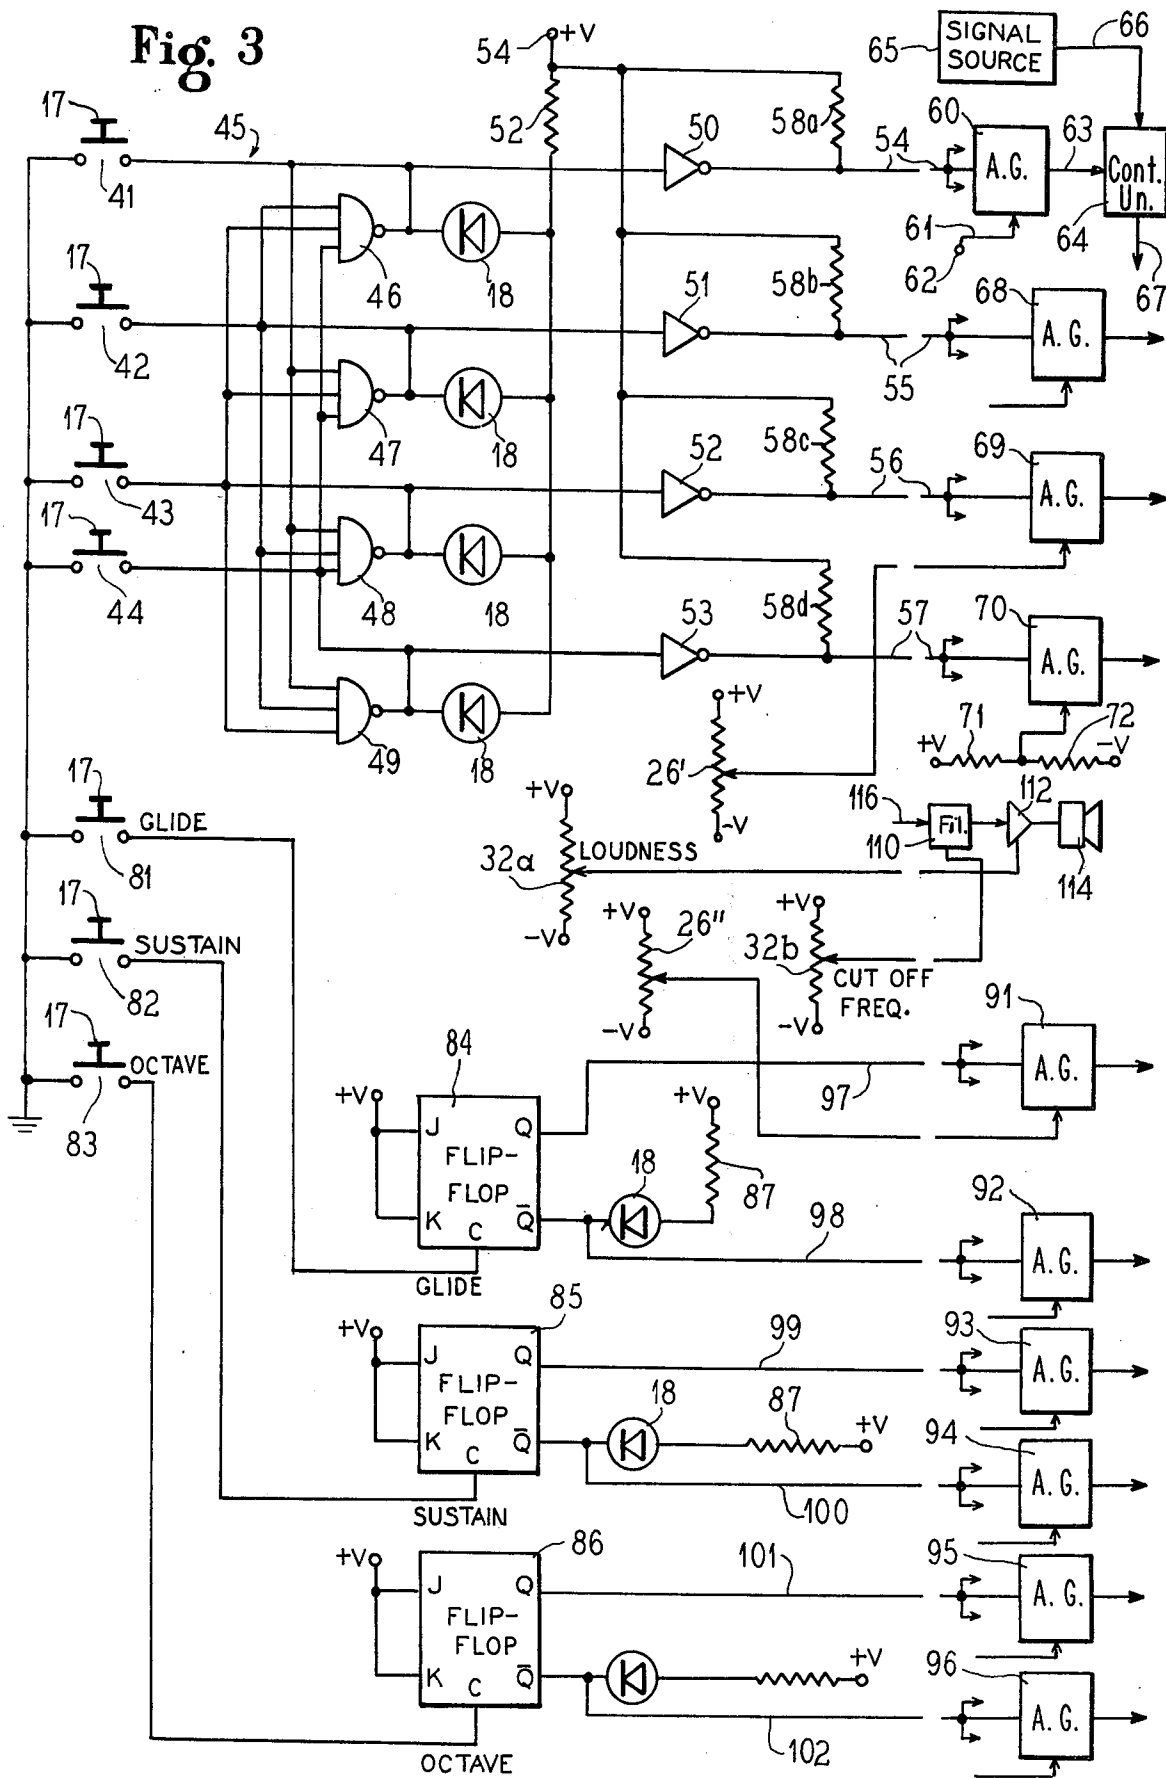 Fig. 3
54
+V
65
SIGNAL
SOURCE
66
17
45
52
50
58a
54
60
A.G.
63
Cont.
Un.
41
46
18
61
62
64
67
17
42
51
58b
55
68
A.G.
47
18
17
43
52
58c
56
69
A.G.
17
44
48
18
53
58d
57
70
A.G.
49
18
+V
26'
-V
71
72
+V
-V
17
GLIDE
81
+V
32a
LOUDNESS
-V
116
Fil.
110
112
114
17
SUSTAIN
82
+V
26"
-V
+V
32b
CUT OFF
FREQ.
-V
17
OCTAVE
83
84
+V
J
Q
FLIP-
FLOP
K
C
Q̅
GLIDE
97
91
A.G.
+V
18
87
98
92
A.G.
85
+V
J
Q
FLIP-
FLOP
K
C
Q̅
SUSTAIN
99
93
A.G.
18
87
+V
100
94
A.G.
86
+V
J
Q
FLIP-
FLOP
K
C
Q̅
OCTAVE
101
95
A.G.
+V
102
96
A.G.